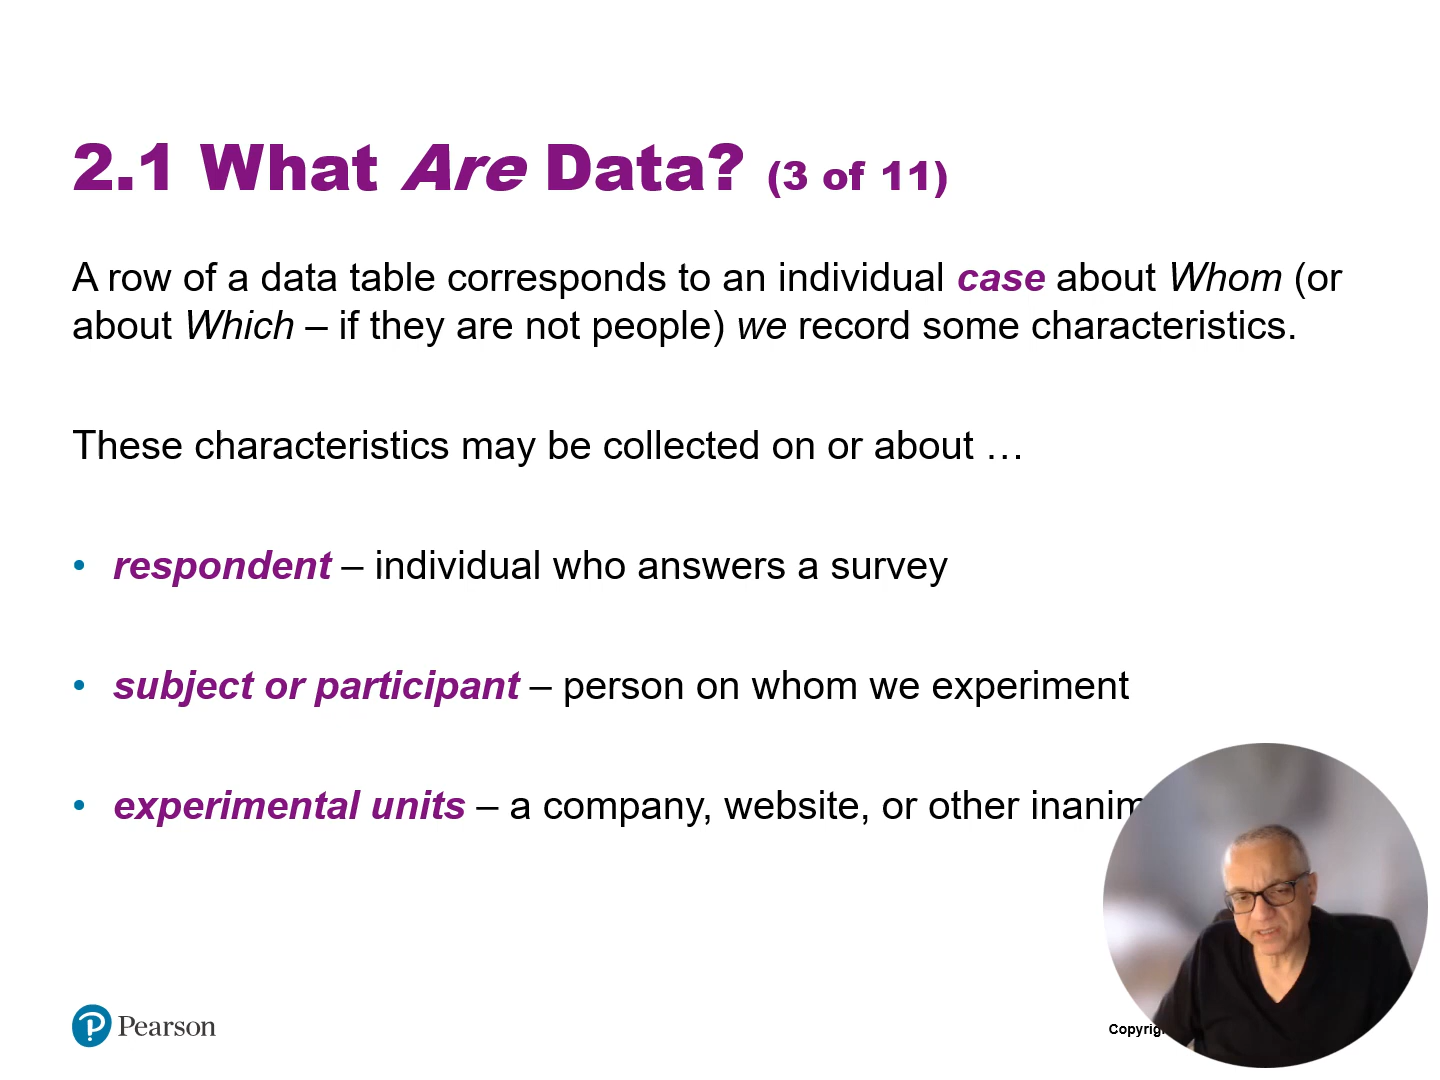 2.1 What Are Data? (3 of 11)
A row of a data table corresponds to an individual case about Whom (or
about Which – if they are not people) we record some characteristics.
These characteristics may be collected on or about …
• respondent – individual who answers a survey
• subject or participant – person on whom we experiment
• experimental units – a company, website, or other
Pearson